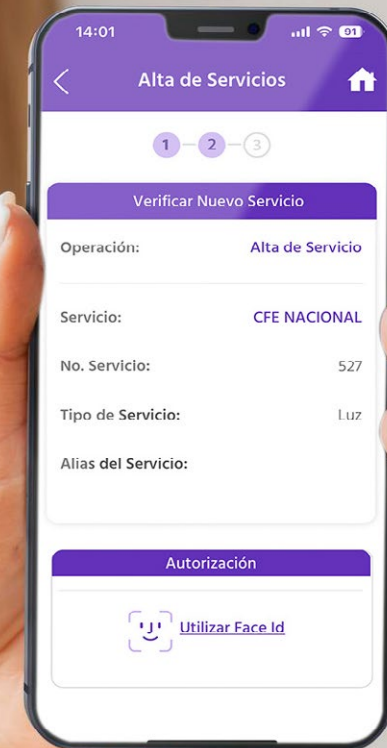 14:01
91
Alta de Servicios
1 2 3
Verificar Nuevo Servicio
Operación: Alta de Servicio
Servicio: CFE NACIONAL
No. Servicio: 527
Tipo de Servicio: Luz
Alias del Servicio:
Autorización
Utilizar Face Id